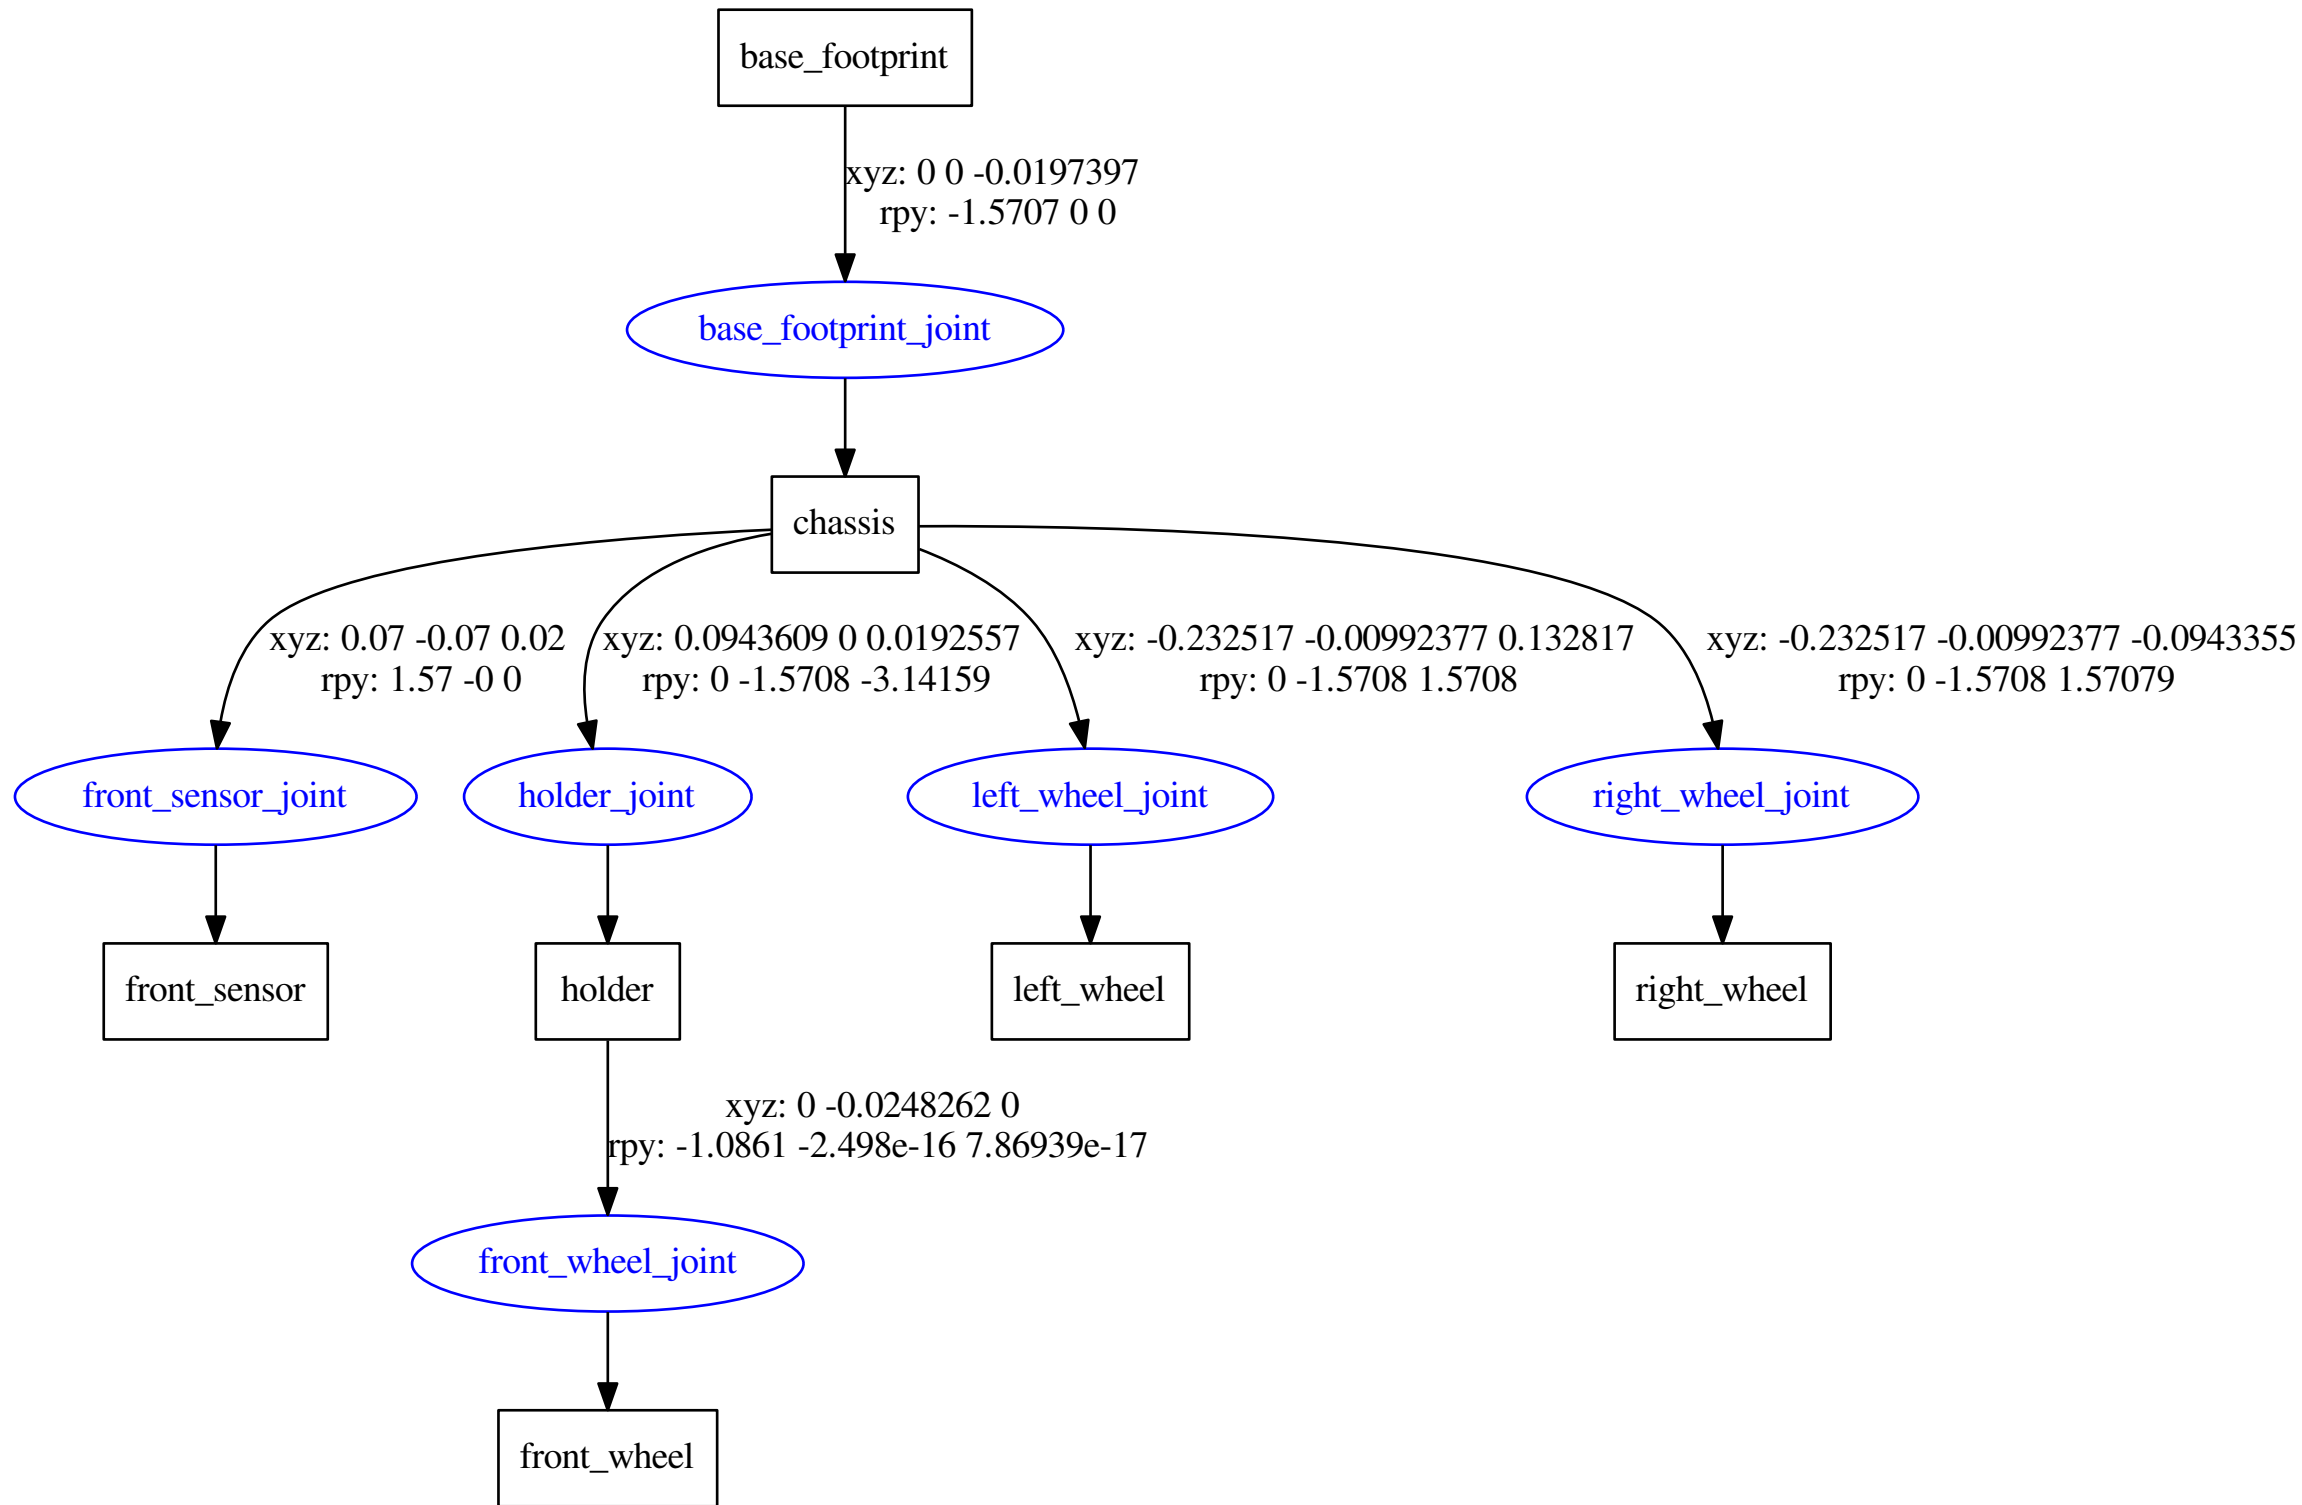 base_footprint
xyz: 0 0 -0.0197397
rpy: -1.5707 0 0
base_footprint_joint
chassis
xyz: 0.07 -0.07 0.02
rpy: 1.57 -0 0
xyz: 0.0943609 0 0.0192557
rpy: 0 -1.5708 -3.14159
xyz: -0.232517 -0.00992377 0.132817
rpy: 0 -1.5708 1.5708
xyz: -0.232517 -0.00992377 -0.0943355
rpy: 0 -1.5708 1.57079
front_sensor_joint
holder_joint
left_wheel_joint
right_wheel_joint
front_sensor
holder
left_wheel
right_wheel
xyz: 0 -0.0248262 0
rpy: -1.0861 -2.498e-16 7.86939e-17
front_wheel_joint
front_wheel